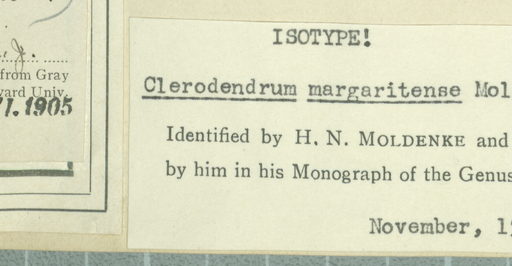 from Gray
Univ.
1905
ISOTYPE!
Clerodendrum margaritense Mol
Identified by H. N. MOLDENKE and
by him in his Monograph of the Genus
November, 1